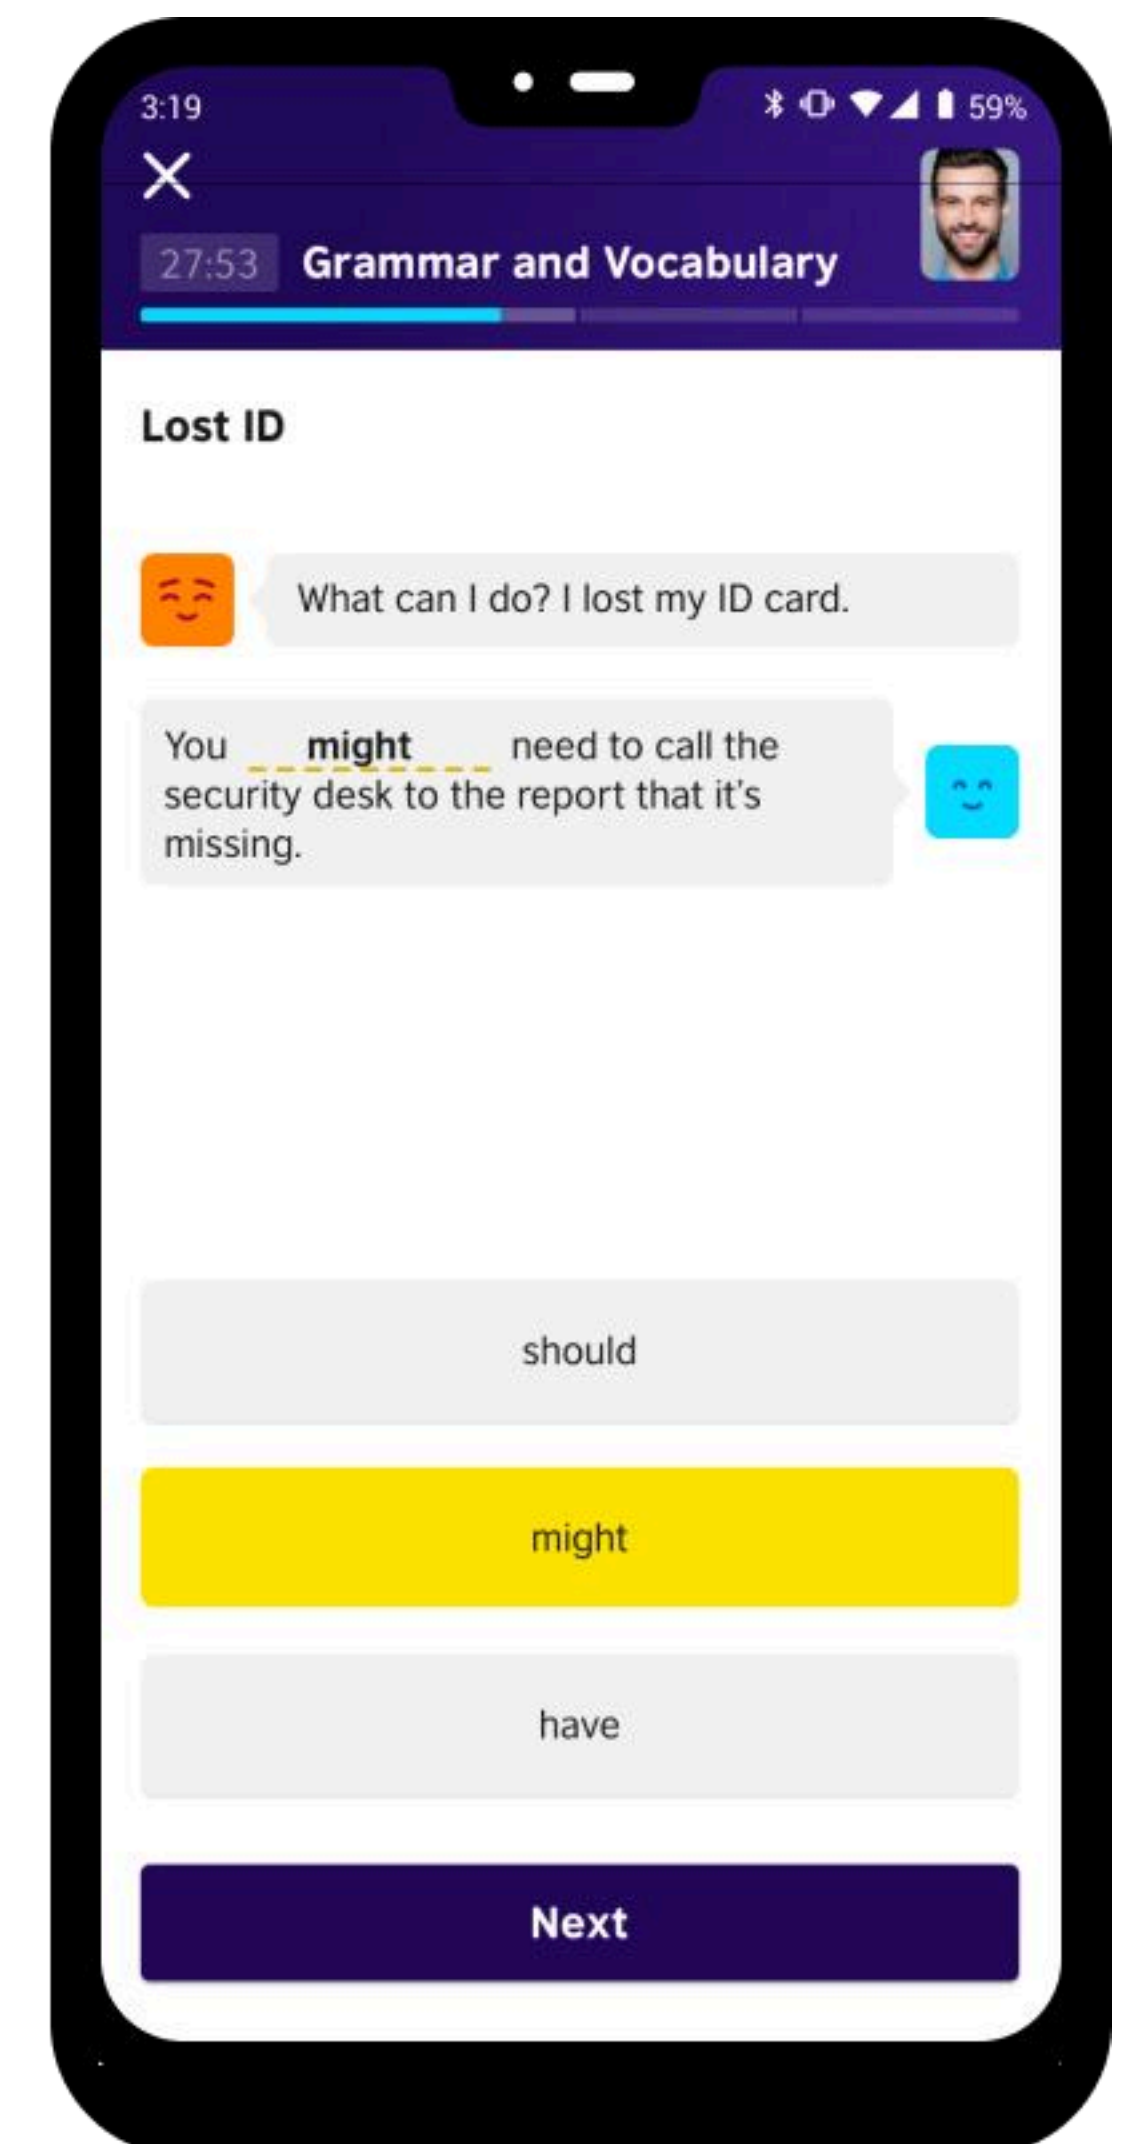 3:19
59%
27:53 Grammar and Vocabulary
Lost ID
What can I do? I lost my ID card.
You might need to call the
security desk to the report that it's
missing.
should
might
have
Next